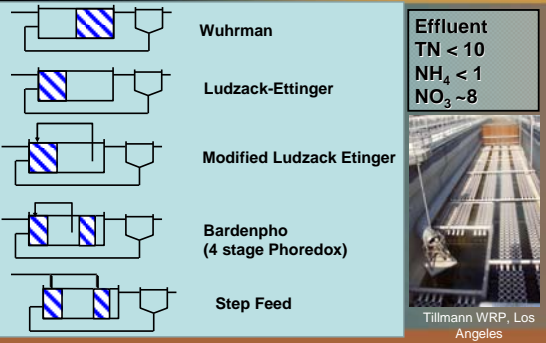 Wuhrman
Ludzack-Ettinger
Modified Ludzack Etinger
Bardenpho
(4 stage Phoredox)
Step Feed
Effluent
TN < 10
NH₄ < 1
NO₃ ~8
Tillmann WRP, Los
Angeles